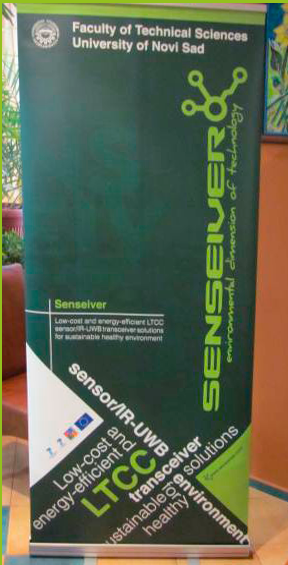 Faculty of Technical Sciences
University of Novi Sad
SENSEIVER
environmental dimension of technology
Senseiver
Low-cost and energy-efficient LTCC
sensor/IR-UWB transceiver solutions
for sustainable healthy environment
sensor/IR-UWB
Low-cost and
energy-efficient
LTCC
transceiver
solutions
sustainable for
healthy
environment